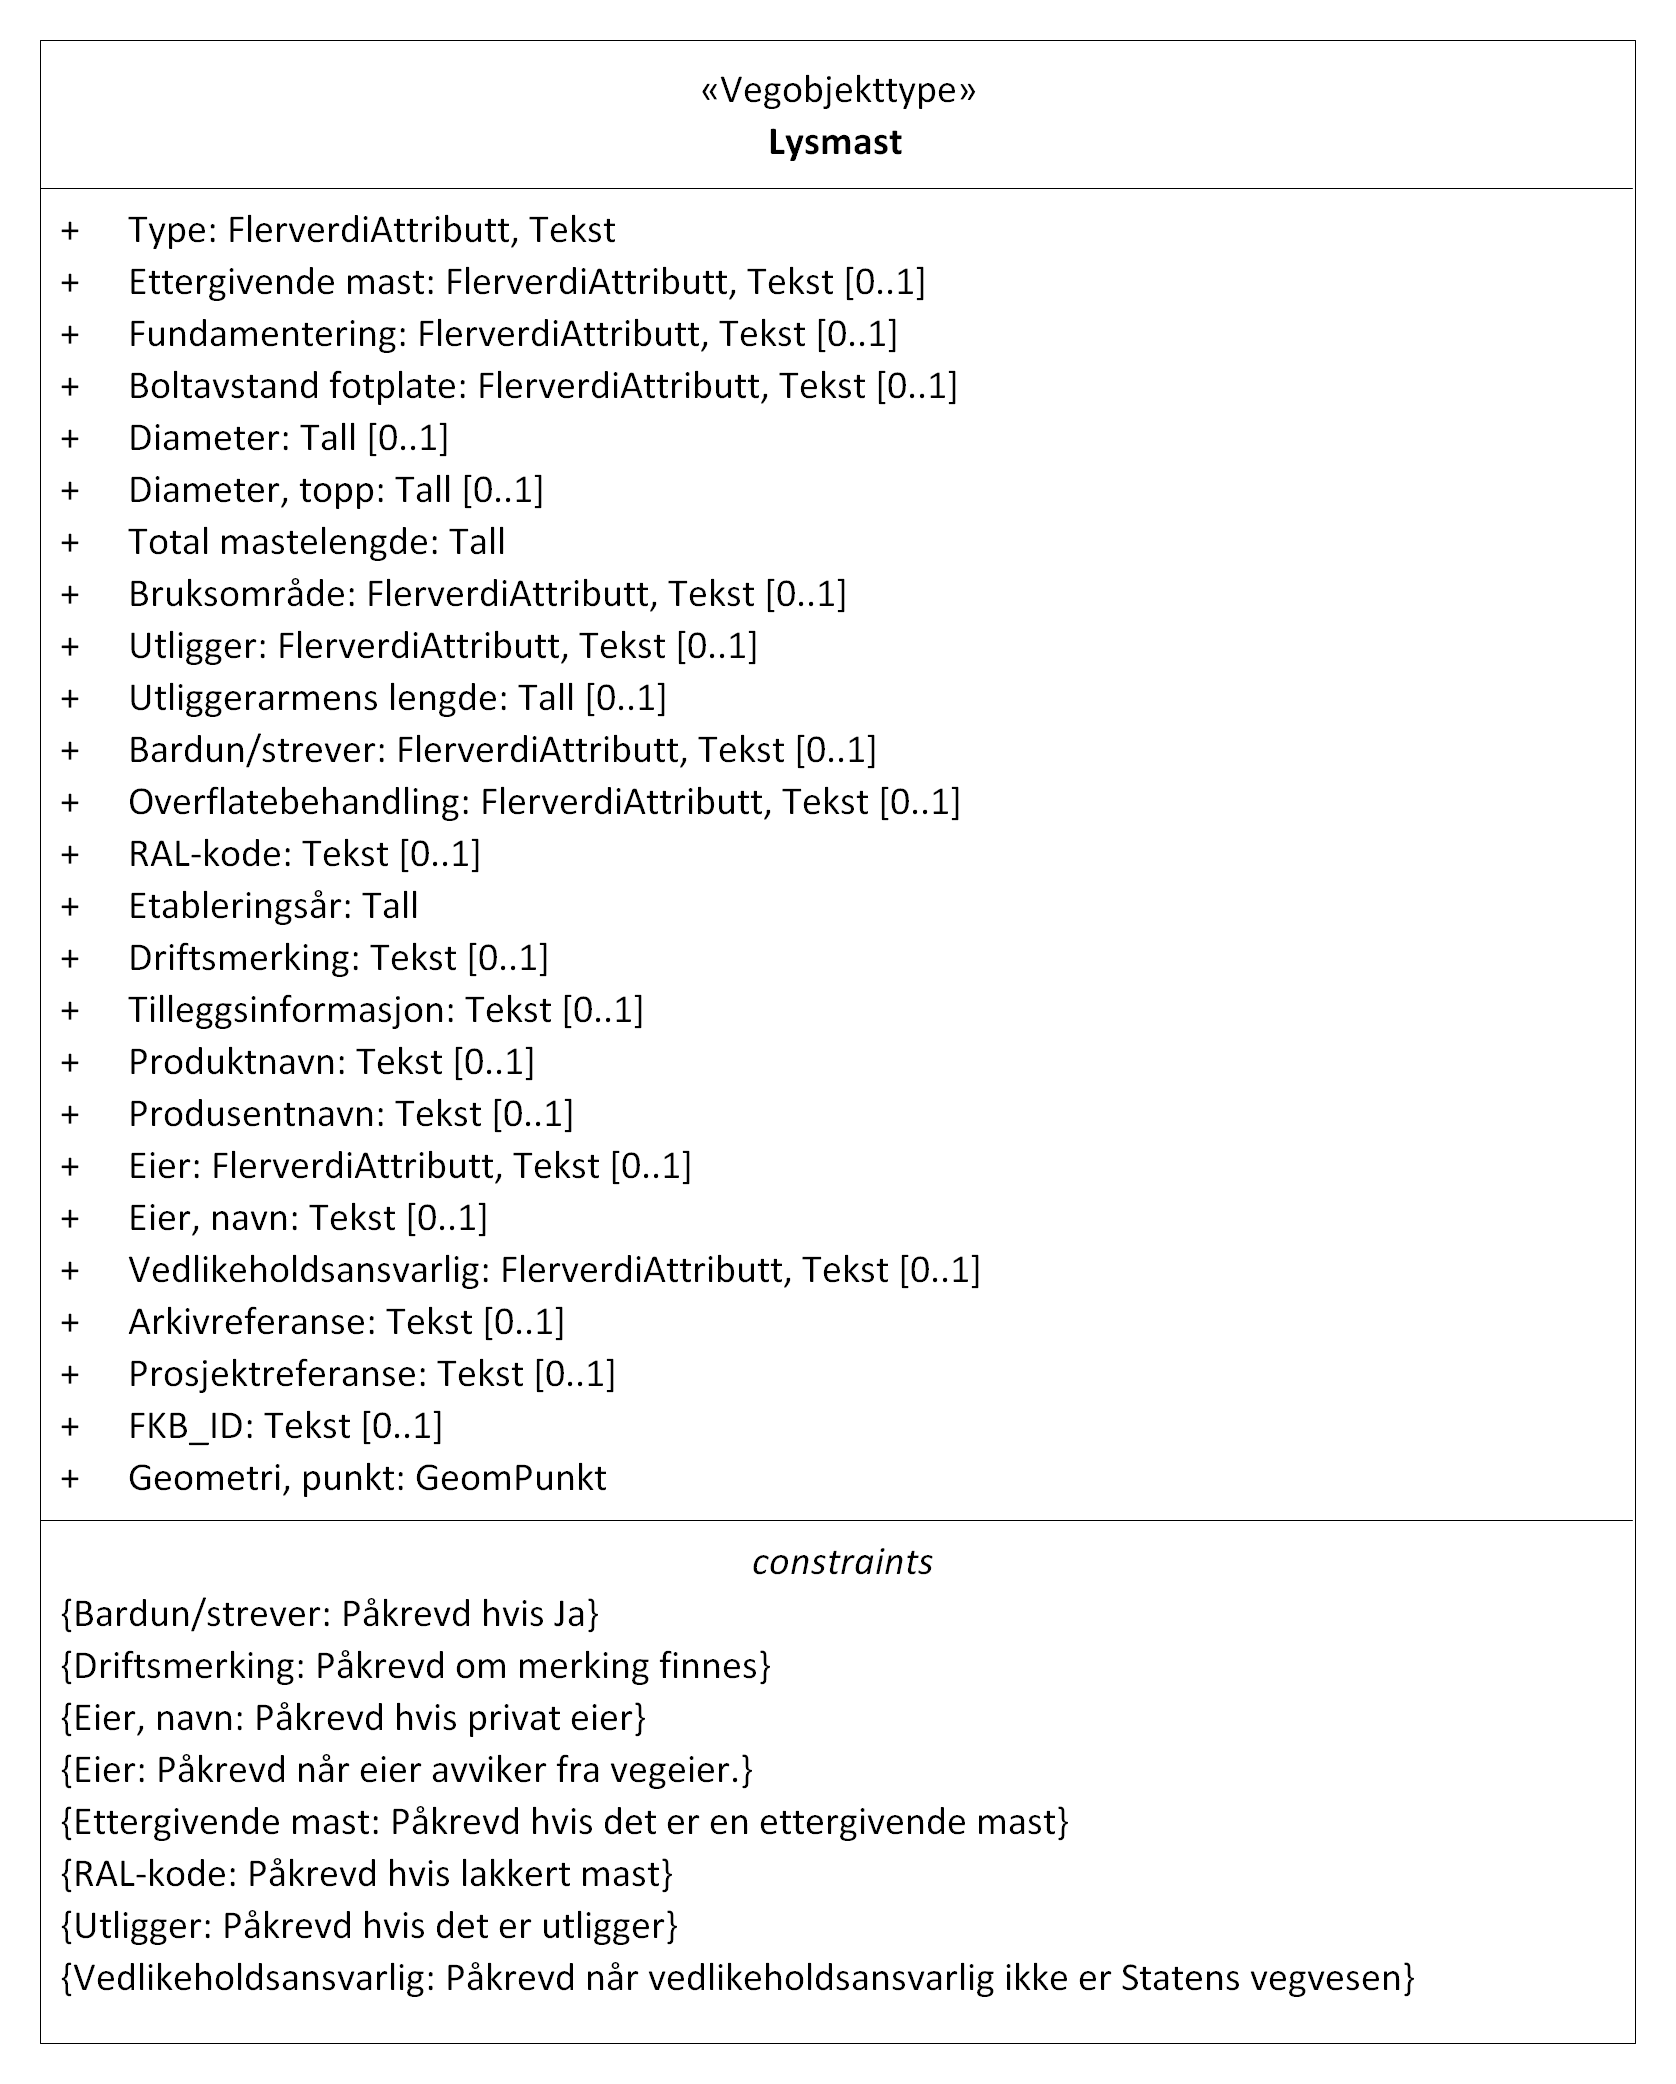 «Vegobjekttype»
Lysmast
+ Type: FlerverdiAttributt, Tekst
+ Ettergivende mast: FlerverdiAttributt, Tekst [0..1]
+ Fundamentering: FlerverdiAttributt, Tekst [0..1]
+ Boltavstand fotplate: FlerverdiAttributt, Tekst [0..1]
+ Diameter: Tall [0..1]
+ Diameter, topp: Tall [0..1]
+ Total mastelengde: Tall
+ Bruksområde: FlerverdiAttributt, Tekst [0..1]
+ Utligger: FlerverdiAttributt, Tekst [0..1]
+ Utliggerarmens lengde: Tall [0..1]
+ Bardun/strever: FlerverdiAttributt, Tekst [0..1]
+ Overflatebehandling: FlerverdiAttributt, Tekst [0..1]
+ RAL-kode: Tekst [0..1]
+ Etableringsår: Tall
+ Driftsmerking: Tekst [0..1]
+ Tilleggsinformasjon: Tekst [0..1]
+ Produktnavn: Tekst [0..1]
+ Produsentnavn: Tekst [0..1]
+ Eier: FlerverdiAttributt, Tekst [0..1]
+ Eier, navn: Tekst [0..1]
+ Vedlikeholdsansvarlig: FlerverdiAttributt, Tekst [0..1]
+ Arkivreferanse: Tekst [0..1]
+ Prosjektreferanse: Tekst [0..1]
+ FKB_ID: Tekst [0..1]
+ Geometri, punkt: GeomPunkt
constraints
{Bardun/strever: Påkrevd hvis Ja}
{Driftsmerking: Påkrevd om merking finnes}
{Eier, navn: Påkrevd hvis privat eier}
{Eier: Påkrevd når eier avviker fra vegeier.}
{Ettergivende mast: Påkrevd hvis det er en ettergivende mast}
{RAL-kode: Påkrevd hvis lakkert mast}
{Utligger: Påkrevd hvis det er utligger}
{Vedlikeholdsansvarlig: Påkrevd når vedlikeholdsansvarlig ikke er Statens vegvesen}